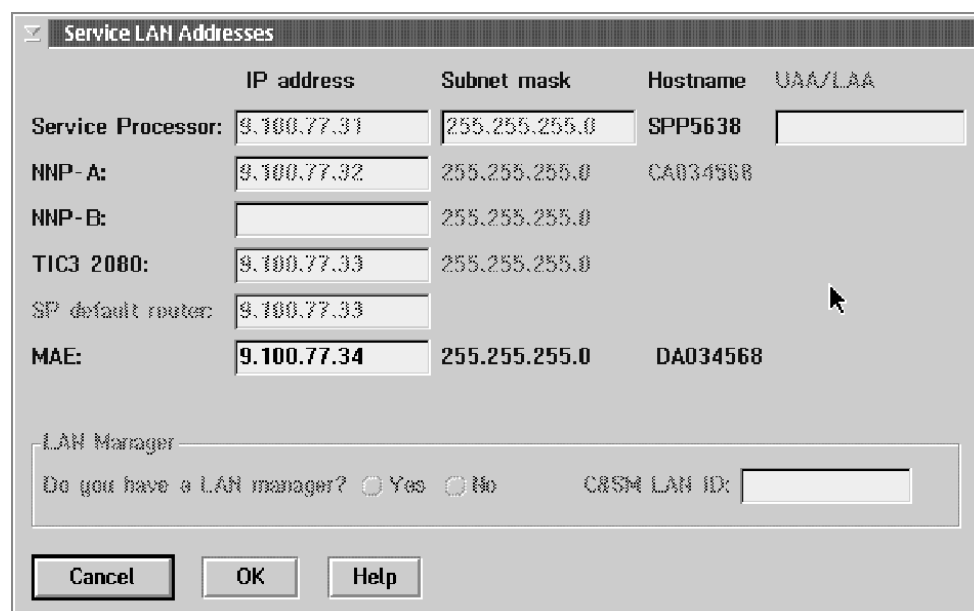 Service LAN Addresses
IP address Subnet mask Hostname UAA/LAA
Service Processor: 9.100.77.31 255.255.255.0 SPP5638
NNP-A: 9.100.77.32 255.255.255.0 CA034568
NNP-B: 255.255.255.0
TIC3 2080: 9.100.77.33 255.255.255.0
SP default router: 9.100.77.33
MAE: 9.100.77.34 255.255.255.0 DA034568
LAN Manager
Do you have a LAN manager? Yes No C&SM LAN ID:
Cancel OK Help